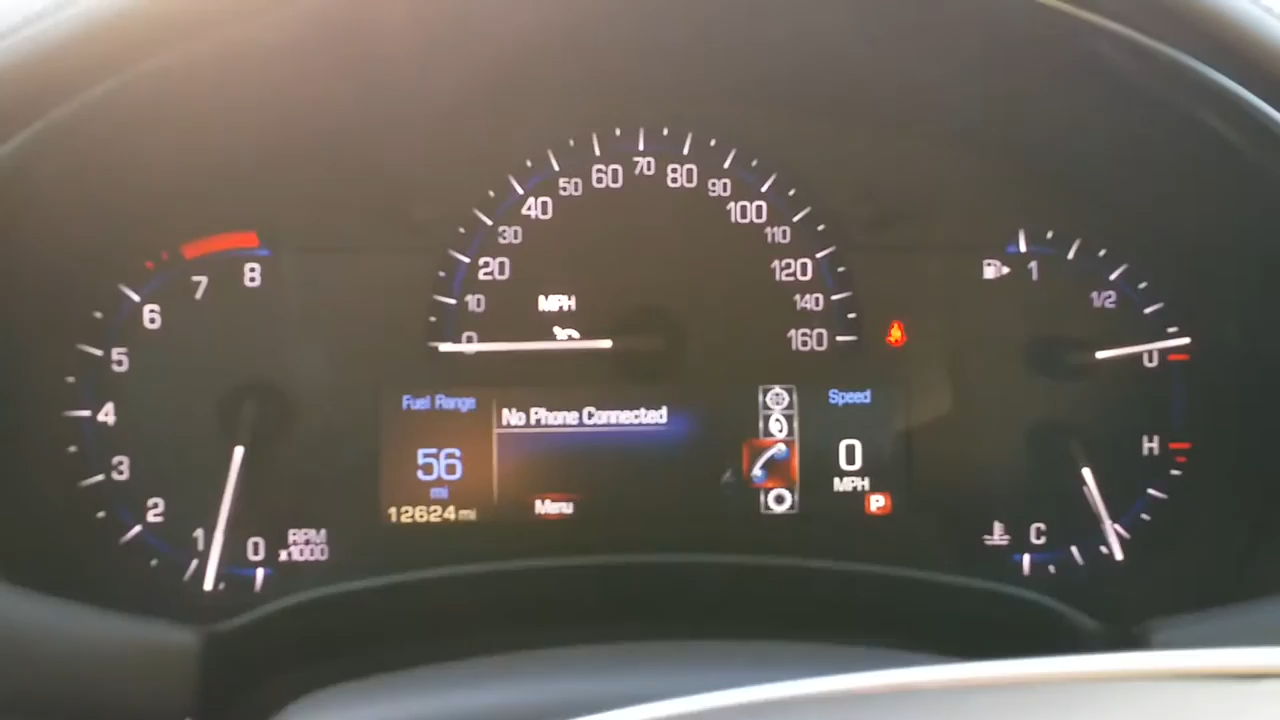 70
60 80
50 90
40 100
30 110
20 120
10 140
MPH
0 160
8
7
6
5
4
3
2
1
0
RPM
x1000
Fuel Range
56
mi
12624 mi
No Phone Connected
Menu
Speed
0
MPH
P
1
1/2
0
H
C